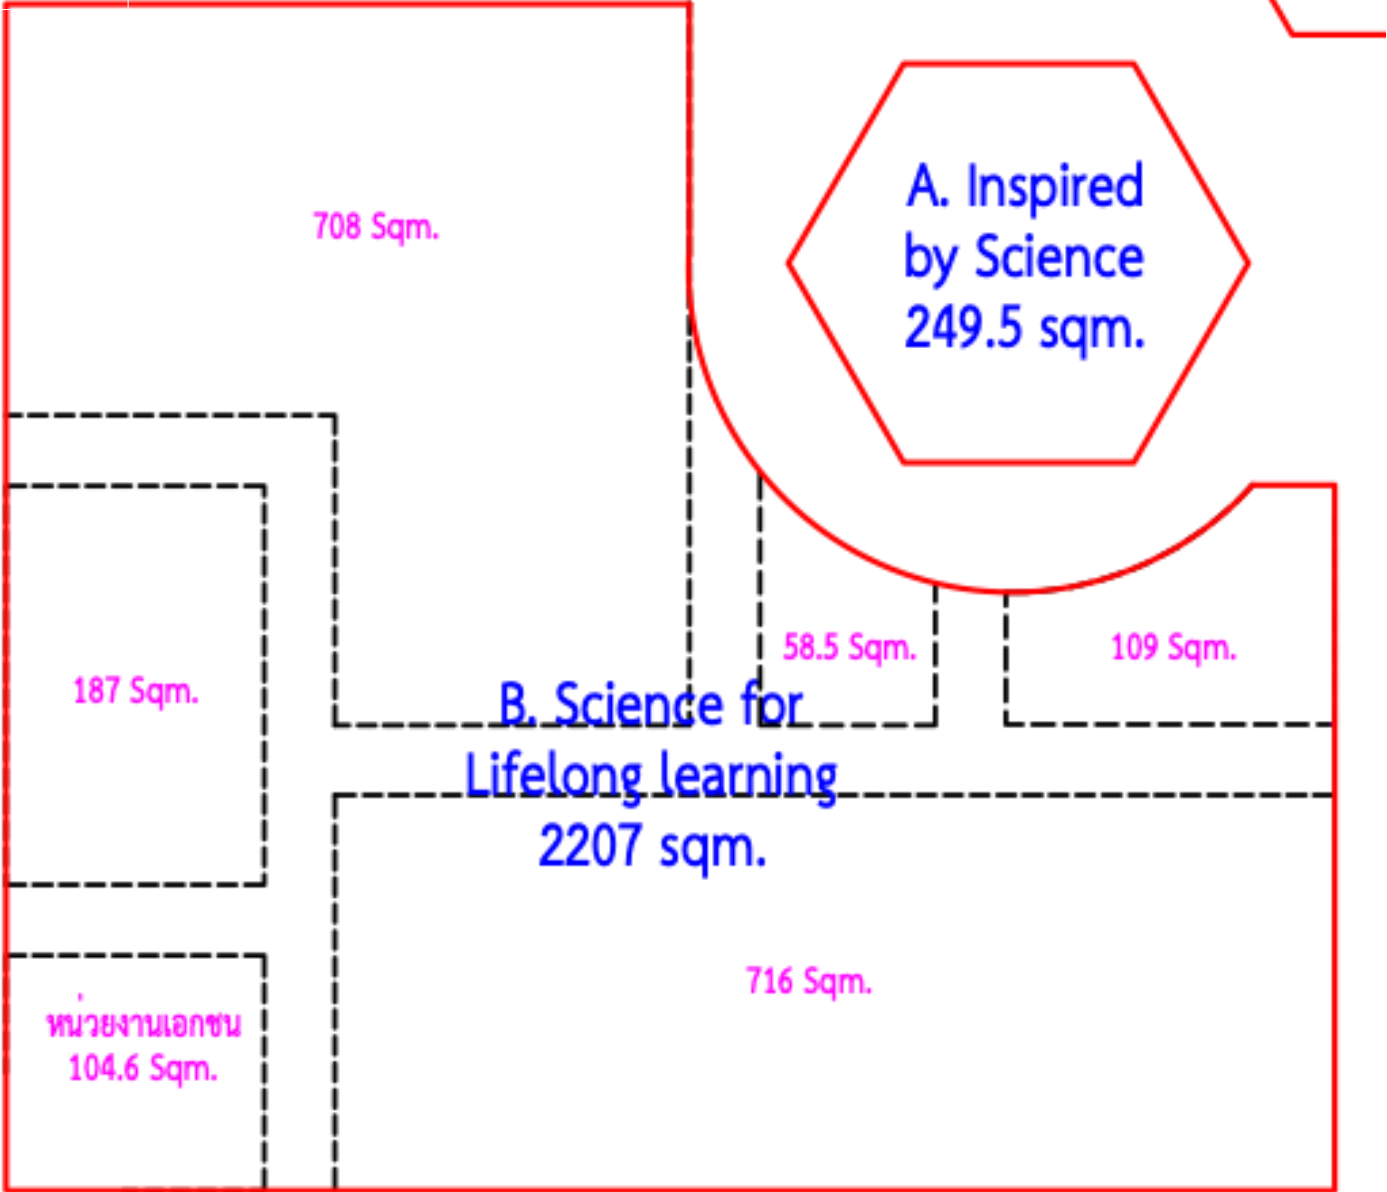 708 Sqm.
A. Inspired
by Science
249.5 sqm.
187 Sqm.
58.5 Sqm.
109 Sqm.
B. Science for
Lifelong learning
2207 sqm.
716 Sqm.
หน่วยงานเอกชน
104.6 Sqm.